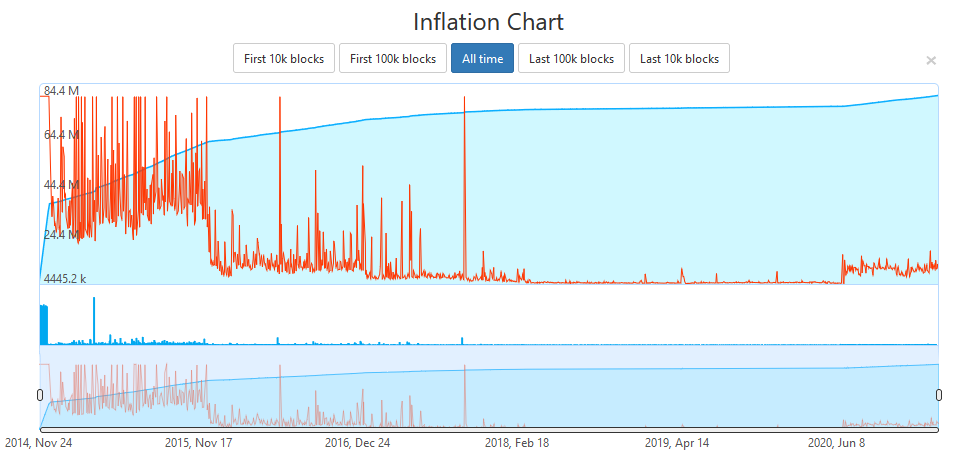 Inflation Chart
First 10k blocks First 100k blocks All time Last 100k blocks Last 10k blocks
×
84.4 M
64.4 M
44.4 M
24.4 M
4445.2 k
2014, Nov 24 2015, Nov 17 2016, Dec 24 2018, Feb 18 2019, Apr 14 2020, Jun 8